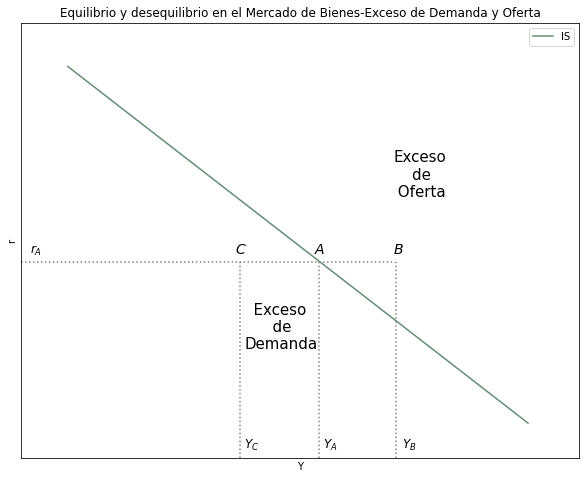 Equilibrio y desequilibrio en el Mercado de Bienes-Exceso de Demanda y Oferta
IS
Exceso
de
Oferta
r
r_A
C
A
B
Exceso
de
Demanda
Y_C
Y_A
Y_B
Y